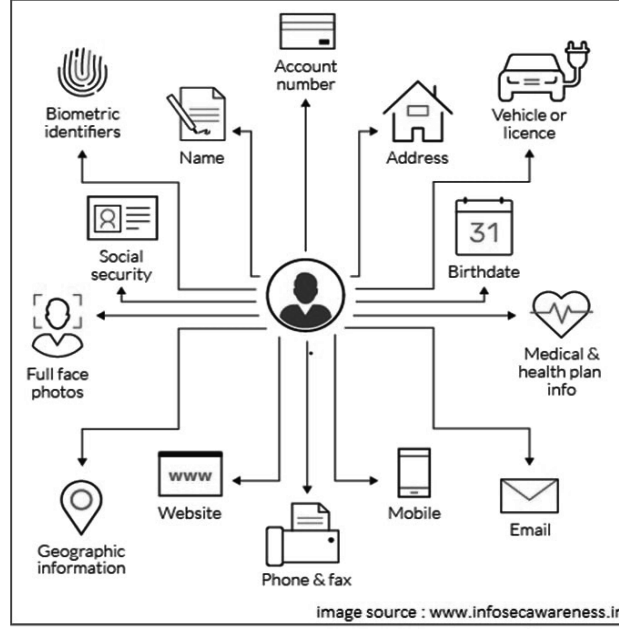 Account
number
Biometric
identifiers
Name
Address
Vehicle or
licence
Social
security
31
Birthdate
Full face
photos
Medical &
health plan
info
www
Website
Mobile
Email
Geographic
information
Phone & fax
image source : www.infosecawareness.in